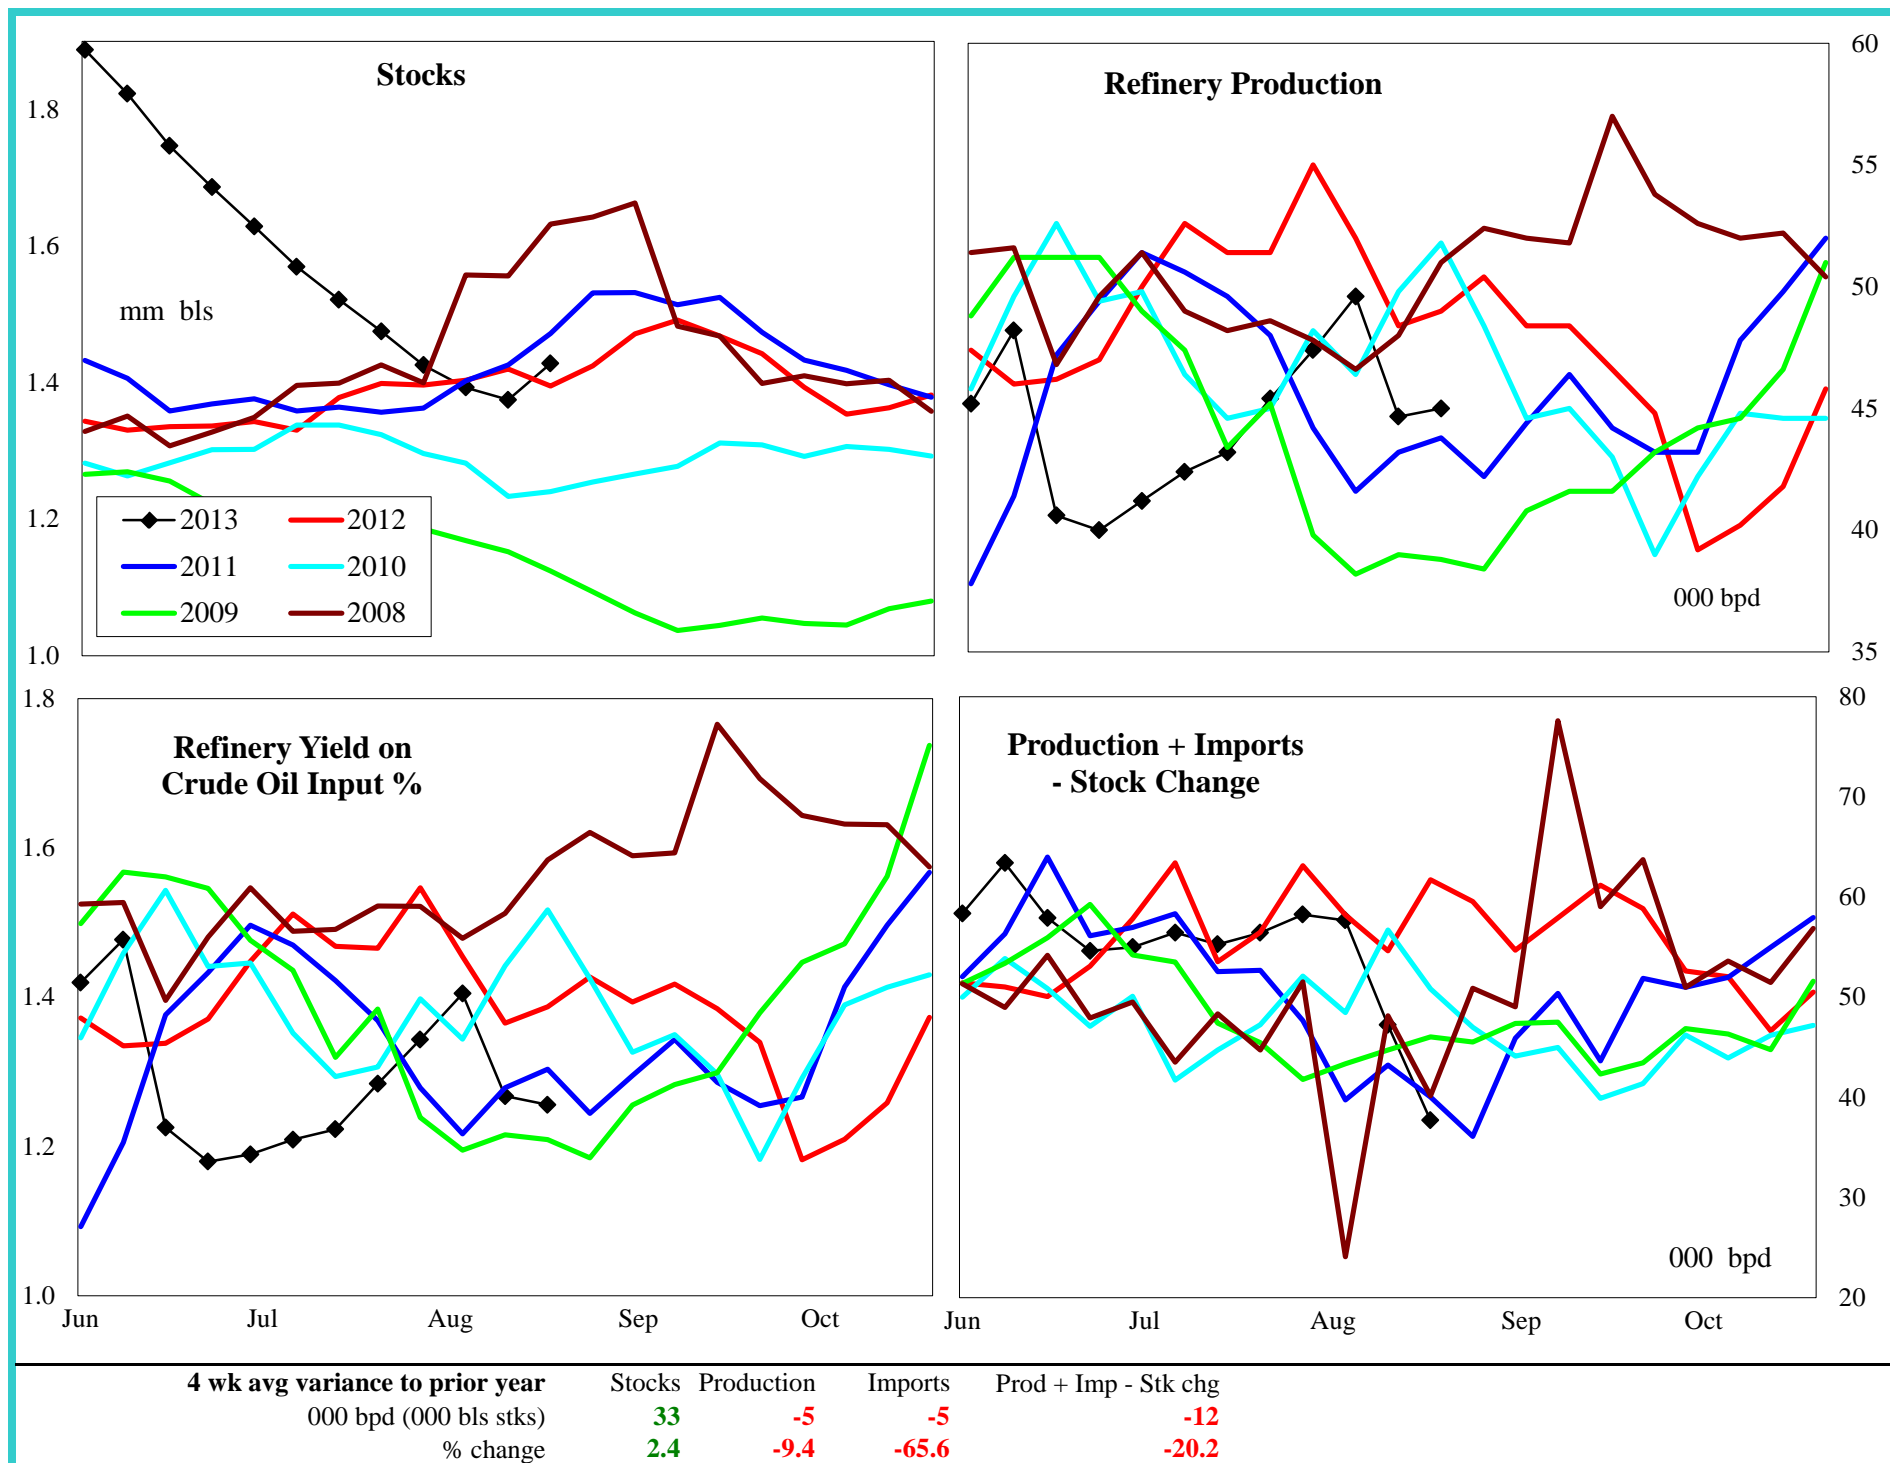 Stocks
1.8
1.6
mm bls
1.4
1.2
1.0
2013 2012
2011 2010
2009 2008
Refinery Production
60
55
50
45
40
35
000 bpd
Refinery Yield on
Crude Oil Input %
1.8
1.6
1.4
1.2
1.0
Jun Jul Aug Sep Oct
Production + Imports
- Stock Change
80
70
60
50
40
30
20
000 bpd
Jun Jul Aug Sep Oct
4 wk avg variance to prior year Stocks Production Imports Prod + Imp - Stk chg
000 bpd (000 bls stks) 33 -5 -5 -12
% change 2.4 -9.4 -65.6 -20.2